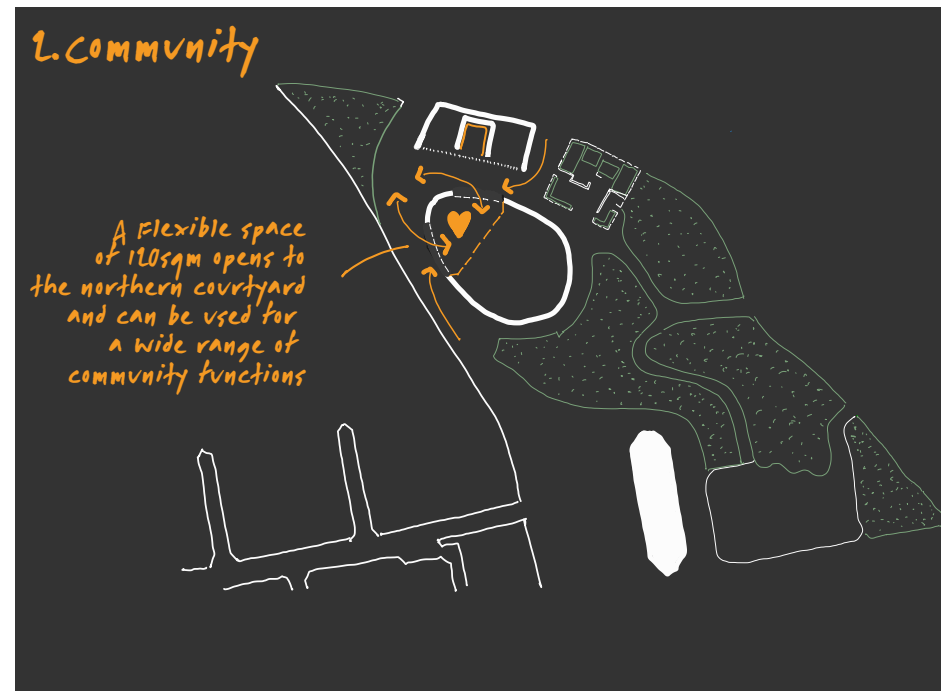 2. Community
A Flexible space
of 120sqm opens to
the northern courtyard
and can be used for
a wide range of
community functions